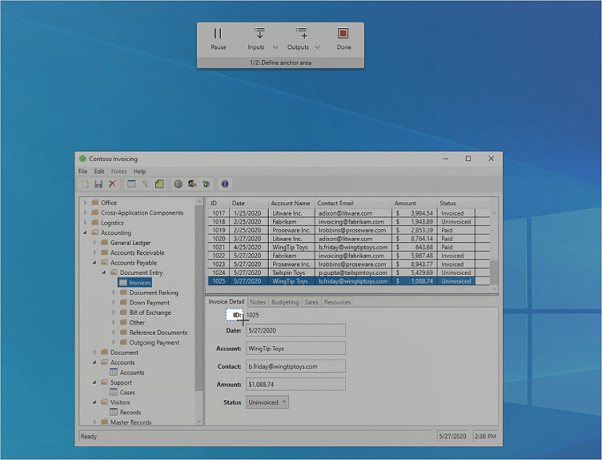 Pause Inputs Outputs Done
1/2: Define anchor area
Contoso Invoicing
File Edit Notes Help
Office
Cross-Application Components
Logistics
Accounting
General Ledger
Accounts Receivable
Accounts Payable
Document Entry
Invoices
Document Parking
Down Payment
Bill of Exchange
Other
Reference Documents
Outgoing Payment
Document
Accounts
Accounts
Support
Cases
Visitors
Records
Master Records
ID Date Account Name Contact Email Amount Status
1017 1/25/2020 Litware Inc. adixon@litware.com $ 3,984.54 Invoiced
1018 2/25/2020 Fabrikam invoicing@fabrikam.com $ 1,943.89 Uninvoiced
1019 2/25/2020 Proseware Inc. lrobbins@proseware.com $ 2,853.39 Paid
1020 3/27/2020 Litware Inc. adixon@litware.com $ 8,764.14 Paid
1021 4/25/2020 WingTip Toys b.friday@wingtiptoys.com $ 643.68 Paid
1022 5/27/2020 Fabrikam invoicing@fabrikam.com $ 5,987.48 Invoiced
1023 5/27/2020 Proseware Inc. lrobbins@proseware.com $ 8,943.77 Invoiced
1024 5/27/2020 Tailspin Toys p.gupta@tailspintoys.com $ 5,429.69 Uninvoiced
1025 5/27/2020 WingTip Toys b.friday@wingtiptoys.com $ 1,088.74 Uninvoiced
Invoice Detail Notes Budgeting Sales Resources
ID: 1025
Date: 5/27/2020
Account: WingTip Toys
Contact: b.friday@wingtiptoys.com
Amount: $1,088.74
Status Uninvoiced
Ready 5/27/2020 2:36 PM